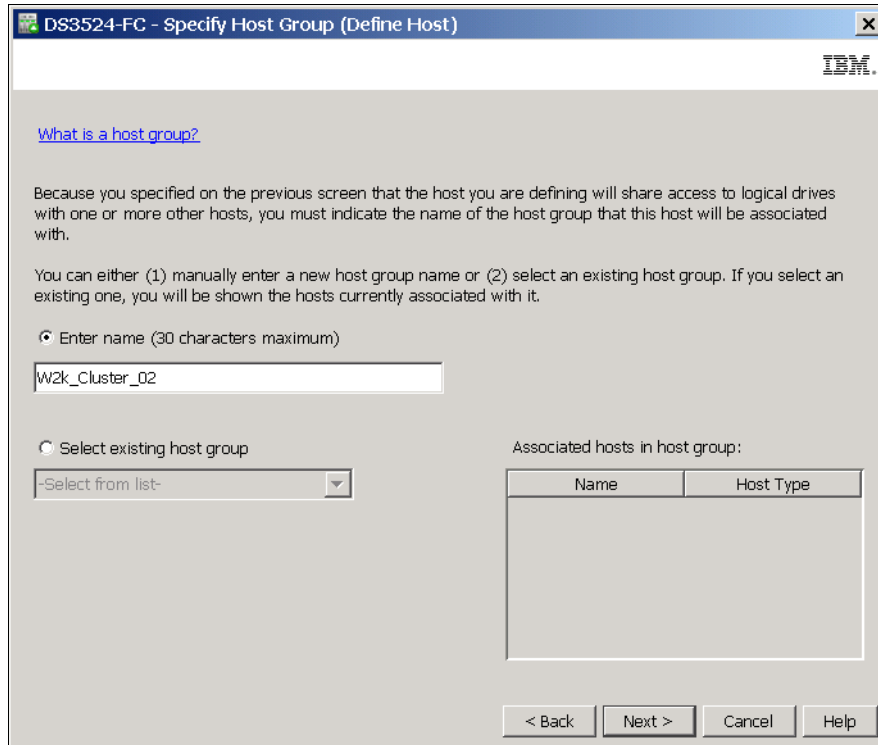 DS3524-FC - Specify Host Group (Define Host)
IBM.
What is a host group?
Because you specified on the previous screen that the host you are defining will share access to logical drives
with one or more other hosts, you must indicate the name of the host group that this host will be associated
with.
You can either (1) manually enter a new host group name or (2) select an existing host group. If you select an
existing one, you will be shown the hosts currently associated with it.
Enter name (30 characters maximum)
W2k_Cluster_02
Select existing host group
-Select from list-
Associated hosts in host group:
Name Host Type
< Back Next > Cancel Help